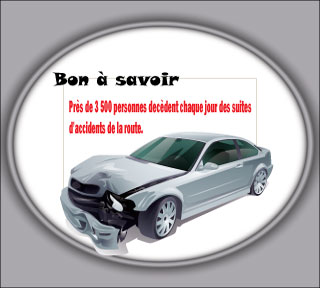 Bon à savoir
Près de 3 500 personnes decèdent chaque jour des suites
d'accidents de la route.